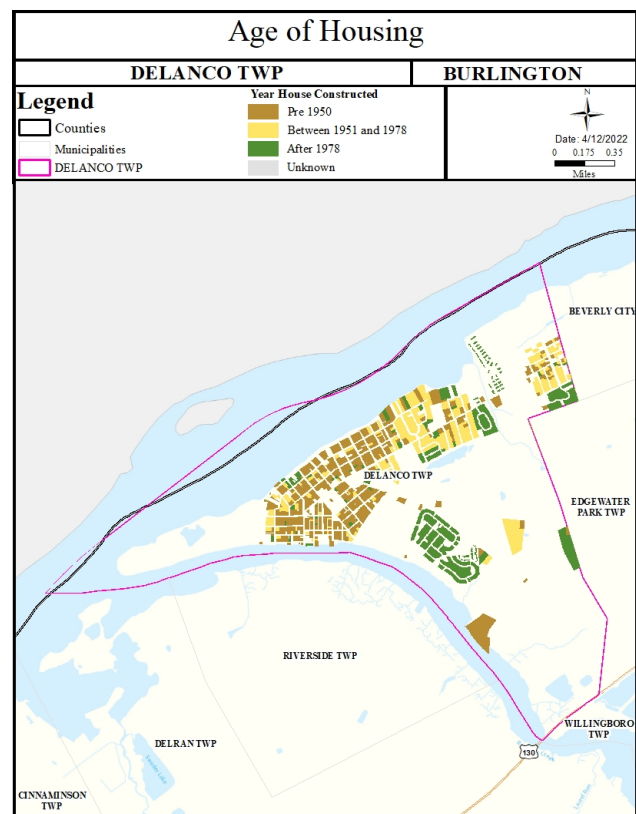 Age of Housing
DELANCO TWP
BURLINGTON
Legend
Counties
Municipalities
DELANCO TWP
Year House Constructed
Pre 1950
Between 1951 and 1978
After 1978
Unknown
N
Date: 4/12/2022
0 0.175 0.35
Miles
BEVERLY CITY
DELANCO TWP
EDGEWATER
PARK TWP
RIVERSIDE TWP
WILLINGBORO
TWP
130
DELRAN TWP
CINNAMINSON
TWP